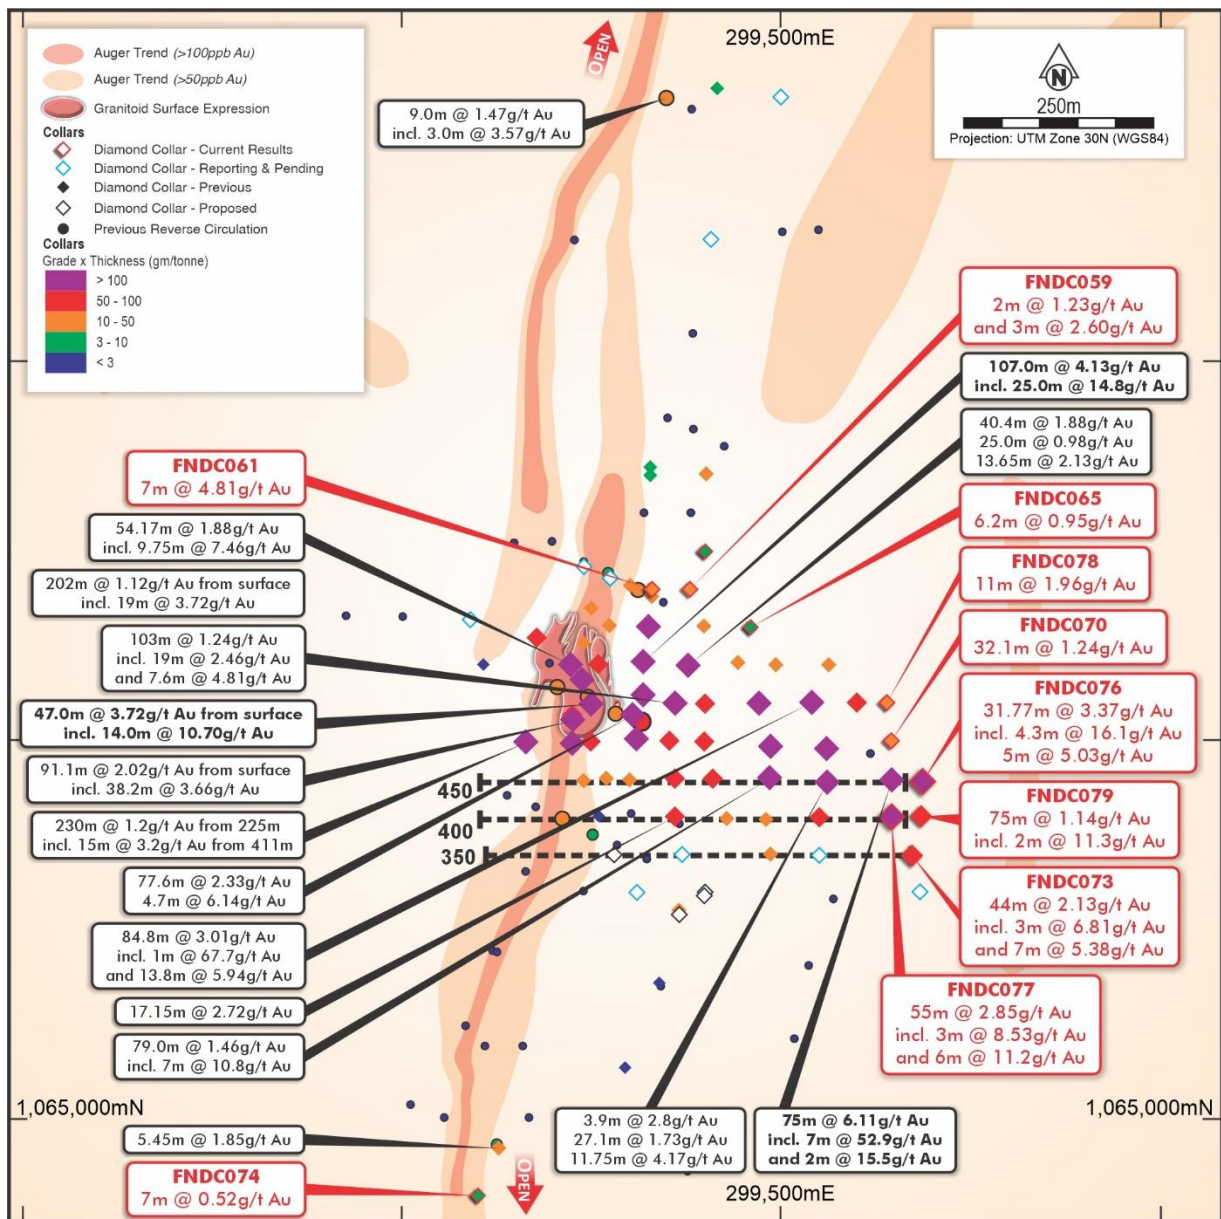 Auger Trend (>100ppb Au)
Auger Trend (>50ppb Au)
Granitoid Surface Expression
Collars
Diamond Collar - Current Results
Diamond Collar - Reporting & Pending
Diamond Collar - Previous
Diamond Collar - Proposed
Previous Reverse Circulation
Collars
Grade x Thickness (gm/tonne)
> 100
50 - 100
10 - 50
3 - 10
< 3
OPEN
299,500mE
N
250m
Projection: UTM Zone 30N (WGS84)
9.0m @ 1.47g/t Au
incl. 3.0m @ 3.57g/t Au
FNDC059
2m @ 1.23g/t Au
and 3m @ 2.60g/t Au
107.0m @ 4.13g/t Au
incl. 25.0m @ 14.8g/t Au
40.4m @ 1.88g/t Au
25.0m @ 0.98g/t Au
13.65m @ 2.13g/t Au
FNDC065
6.2m @ 0.95g/t Au
FNDC078
11m @ 1.96g/t Au
FNDC070
32.1m @ 1.24g/t Au
FNDC076
31.77m @ 3.37g/t Au
incl. 4.3m @ 16.1g/t Au
5m @ 5.03g/t Au
FNDC079
75m @ 1.14g/t Au
incl. 2m @ 11.3g/t Au
FNDC073
44m @ 2.13g/t Au
incl. 3m @ 6.81g/t Au
and 7m @ 5.38g/t Au
FNDC077
55m @ 2.85g/t Au
incl. 3m @ 8.53g/t Au
and 6m @ 11.2g/t Au
FNDC061
7m @ 4.81g/t Au
54.17m @ 1.88g/t Au
incl. 9.75m @ 7.46g/t Au
202m @ 1.12g/t Au from surface
incl. 19m @ 3.72g/t Au
103m @ 1.24g/t Au
incl. 19m @ 2.46g/t Au
and 7.6m @ 4.81g/t Au
47.0m @ 3.72g/t Au from surface
incl. 14.0m @ 10.70g/t Au
91.1m @ 2.02g/t Au from surface
incl. 38.2m @ 3.66g/t Au
230m @ 1.2g/t Au from 225m
incl. 15m @ 3.2g/t Au from 411m
77.6m @ 2.33g/t Au
4.7m @ 6.14g/t Au
84.8m @ 3.01g/t Au
incl. 1m @ 67.7g/t Au
and 13.8m @ 5.94g/t Au
17.15m @ 2.72g/t Au
79.0m @ 1.46g/t Au
incl. 7m @ 10.8g/t Au
450
400
350
1,065,000mN
1,065,000mN
3.9m @ 2.8g/t Au
27.1m @ 1.73g/t Au
11.75m @ 4.17g/t Au
75m @ 6.11g/t Au
incl. 7m @ 52.9g/t Au
and 2m @ 15.5g/t Au
5.45m @ 1.85g/t Au
FNDC074
7m @ 0.52g/t Au
OPEN
299,500mE